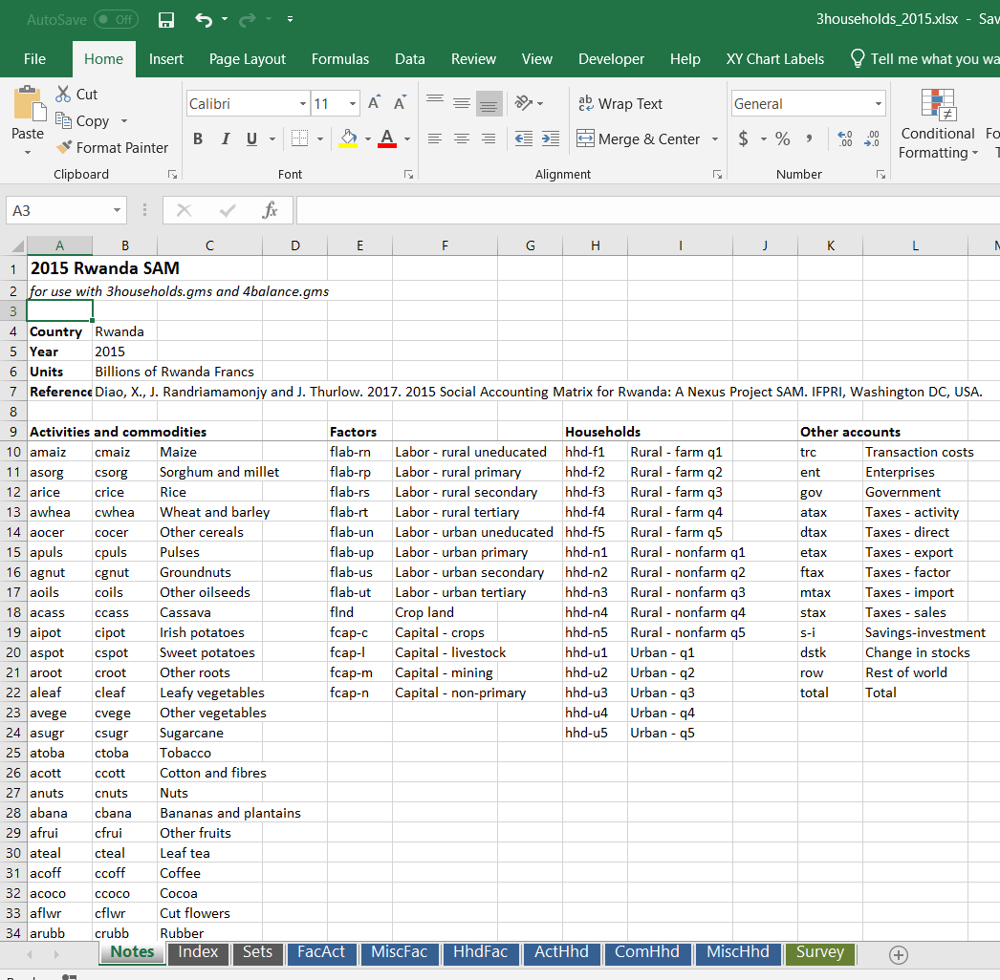 AutoSave Off 3households_2015.xlsx - Sav
File Home Insert Page Layout Formulas Data Review View Developer Help XY Chart Labels Tell me what you wa
Cut
Copy
Format Painter
Paste
Calibri 11 A A
B I U A
ab Wrap Text
Merge & Center
General
$ % ,
Conditional Fo
Formatting T
Clipboard Font Alignment Number
A3 fx
A B C D E F G H I J K L M
1 2015 Rwanda SAM
2 for use with 3households.gms and 4balance.gms
3
4 Country Rwanda
5 Year 2015
6 Units Billions of Rwanda Francs
7 Reference Diao, X., J. Randriamamonjy and J. Thurlow. 2017. 2015 Social Accounting Matrix for Rwanda: A Nexus Project SAM. IFPRI, Washington DC, USA.
8
9 Activities and commodities Factors Households Other accounts
10 amaiz cmaiz Maize flab-rn Labor - rural uneducated hhd-f1 Rural - farm q1 trc Transaction costs
11 asorg csorg Sorghum and millet flab-rp Labor - rural primary hhd-f2 Rural - farm q2 ent Enterprises
12 arice crice Rice flab-rs Labor - rural secondary hhd-f3 Rural - farm q3 gov Government
13 awhea cwhea Wheat and barley flab-rt Labor - rural tertiary hhd-f4 Rural - farm q4 atax Taxes - activity
14 aocer cocer Other cereals flab-un Labor - urban uneducated hhd-f5 Rural - farm q5 dtax Taxes - direct
15 apuls cpuls Pulses flab-up Labor - urban primary hhd-n1 Rural - nonfarm q1 etax Taxes - export
16 agnut cgnut Groundnuts flab-us Labor - urban secondary hhd-n2 Rural - nonfarm q2 ftax Taxes - factor
17 aoils coils Other oilseeds flab-ut Labor - urban tertiary hhd-n3 Rural - nonfarm q3 mtax Taxes - import
18 acass ccass Cassava flnd Crop land hhd-n4 Rural - nonfarm q4 stax Taxes - sales
19 aipot cipot Irish potatoes fcap-c Capital - crops hhd-n5 Rural - nonfarm q5 s-i Savings-investment
20 aspot cspot Sweet potatoes fcap-l Capital - livestock hhd-u1 Urban - q1 dstk Change in stocks
21 aroot croot Other roots fcap-m Capital - mining hhd-u2 Urban - q2 row Rest of world
22 aleaf cleaf Leafy vegetables fcap-n Capital - non-primary hhd-u3 Urban - q3 total Total
23 avege cvege Other vegetables hhd-u4 Urban - q4
24 asugr csugr Sugarcane hhd-u5 Urban - q5
25 atoba ctoba Tobacco
26 acott ccott Cotton and fibres
27 anuts cnuts Nuts
28 abana cbana Bananas and plantains
29 afrui cfrui Other fruits
30 ateal cteal Leaf tea
31 acoff ccoff Coffee
32 acoco ccoco Cocoa
33 aflwr cflwr Cut flowers
34 arubb crubb Rubber
Notes Index Sets FacAct MiscFac HhdFac ActHhd ComHhd MiscHhd Survey